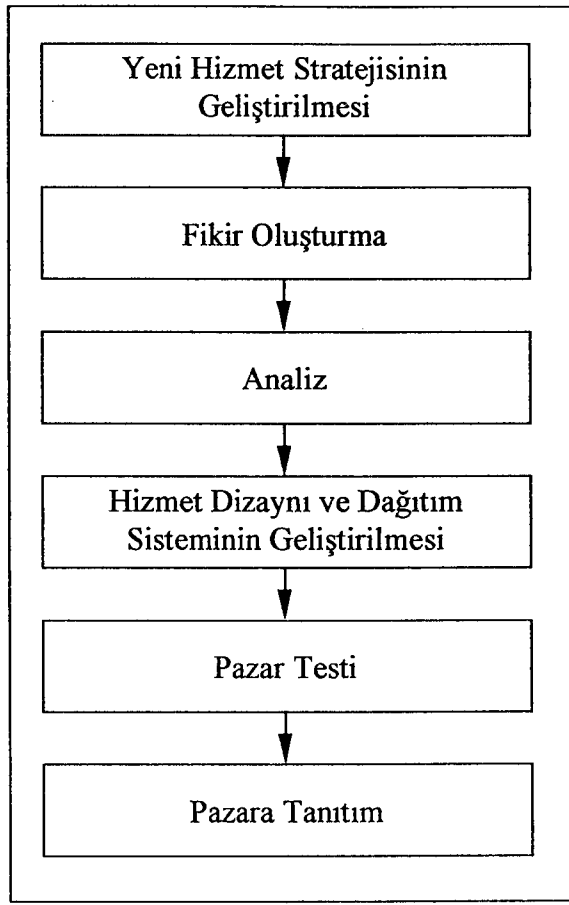 Yeni Hizmet Stratejisinin
Geliştirilmesi
Fikir Oluşturma
Analiz
Hizmet Dizaynı ve Dağıtım
Sisteminin Geliştirilmesi
Pazar Testi
Pazara Tanıtım